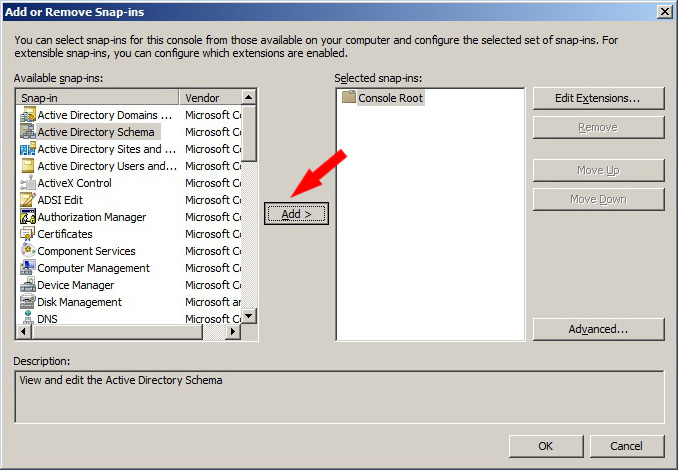 Add or Remove Snap-ins
You can select snap-ins for this console from those available on your computer and configure the selected set of snap-ins. For
extensible snap-ins, you can configure which extensions are enabled.
Available snap-ins:
Selected snap-ins:
Snap-in Vendor
Active Directory Domains ... Microsoft Co
Active Directory Schema Microsoft Co
Active Directory Sites and ... Microsoft Co
Active Directory Users and... Microsoft Co
ActiveX Control Microsoft Co
ADSI Edit Microsoft Co
Authorization Manager Microsoft Co
Certificates Microsoft Co
Component Services Microsoft Co
Computer Management Microsoft Co
Device Manager Microsoft Co
Disk Management Microsoft an
DNS Microsoft Co
Add >
Console Root
Edit Extensions...
Remove
Move Up
Move Down
Advanced...
Description:
View and edit the Active Directory Schema
OK Cancel